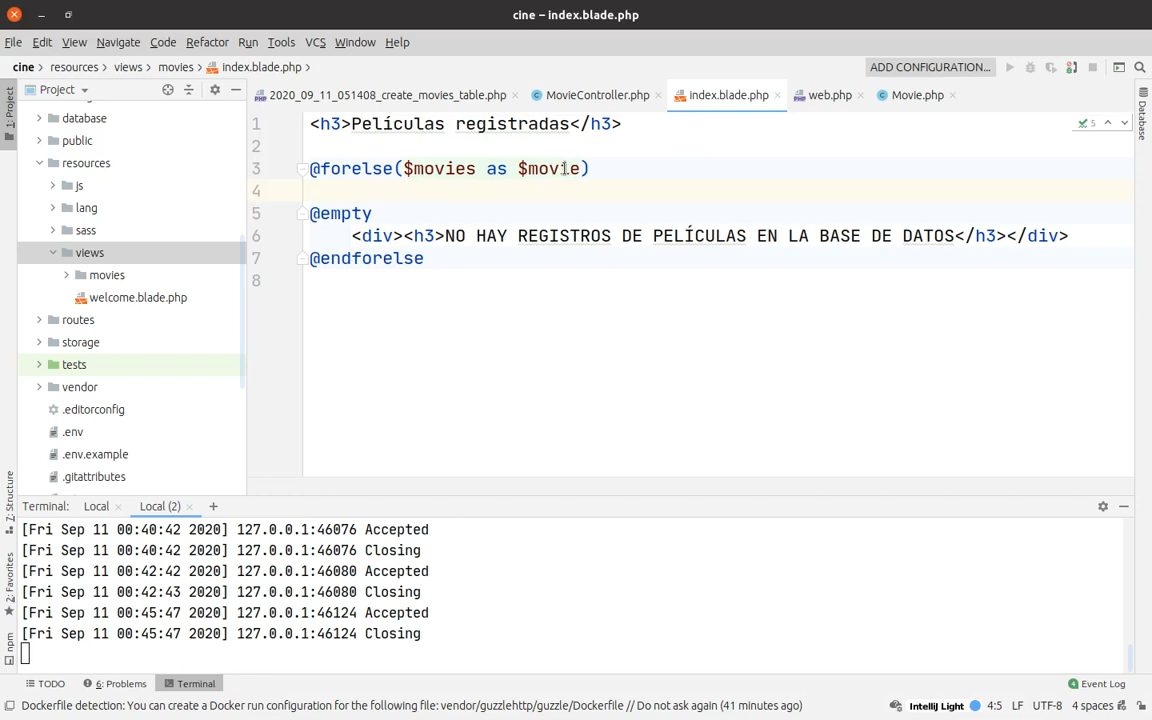 cine – index.blade.php
File Edit View Navigate Code Refactor Run Tools VCS Window Help
cine resources views movies index.blade.php ADD CONFIGURATION...
1: Project
Project
2020_09_11_051408_create_movies_table.php MovieController.php index.blade.php web.php Movie.php
Database
database
public
resources
js
lang
sass
views
movies
welcome.blade.php
routes
storage
tests
vendor
.editorconfig
.env
.env.example
.gitattributes
1 <h3>Películas registradas</h3>
2
3 @forelse($movies as $movie)
4
5 @empty
6 <div><h3>NO HAY REGISTROS DE PELÍCULAS EN LA BASE DE DATOS</h3></div>
7 @endforelse
8
5
7: Structure
2: Favorites
npm
Terminal: Local Local (2)
[Fri Sep 11 00:40:42 2020] 127.0.0.1:46076 Accepted
[Fri Sep 11 00:40:42 2020] 127.0.0.1:46076 Closing
[Fri Sep 11 00:42:42 2020] 127.0.0.1:46080 Accepted
[Fri Sep 11 00:42:43 2020] 127.0.0.1:46080 Closing
[Fri Sep 11 00:45:47 2020] 127.0.0.1:46124 Accepted
[Fri Sep 11 00:45:47 2020] 127.0.0.1:46124 Closing
TODO 6: Problems Terminal 4 Event Log
Dockerfile detection: You can create a Docker run configuration for the following file: vendor/guzzlehttp/guzzle/Dockerfile // Do not ask again (41 minutes ago) IntelliJ Light 4:5 LF UTF-8 4 spaces